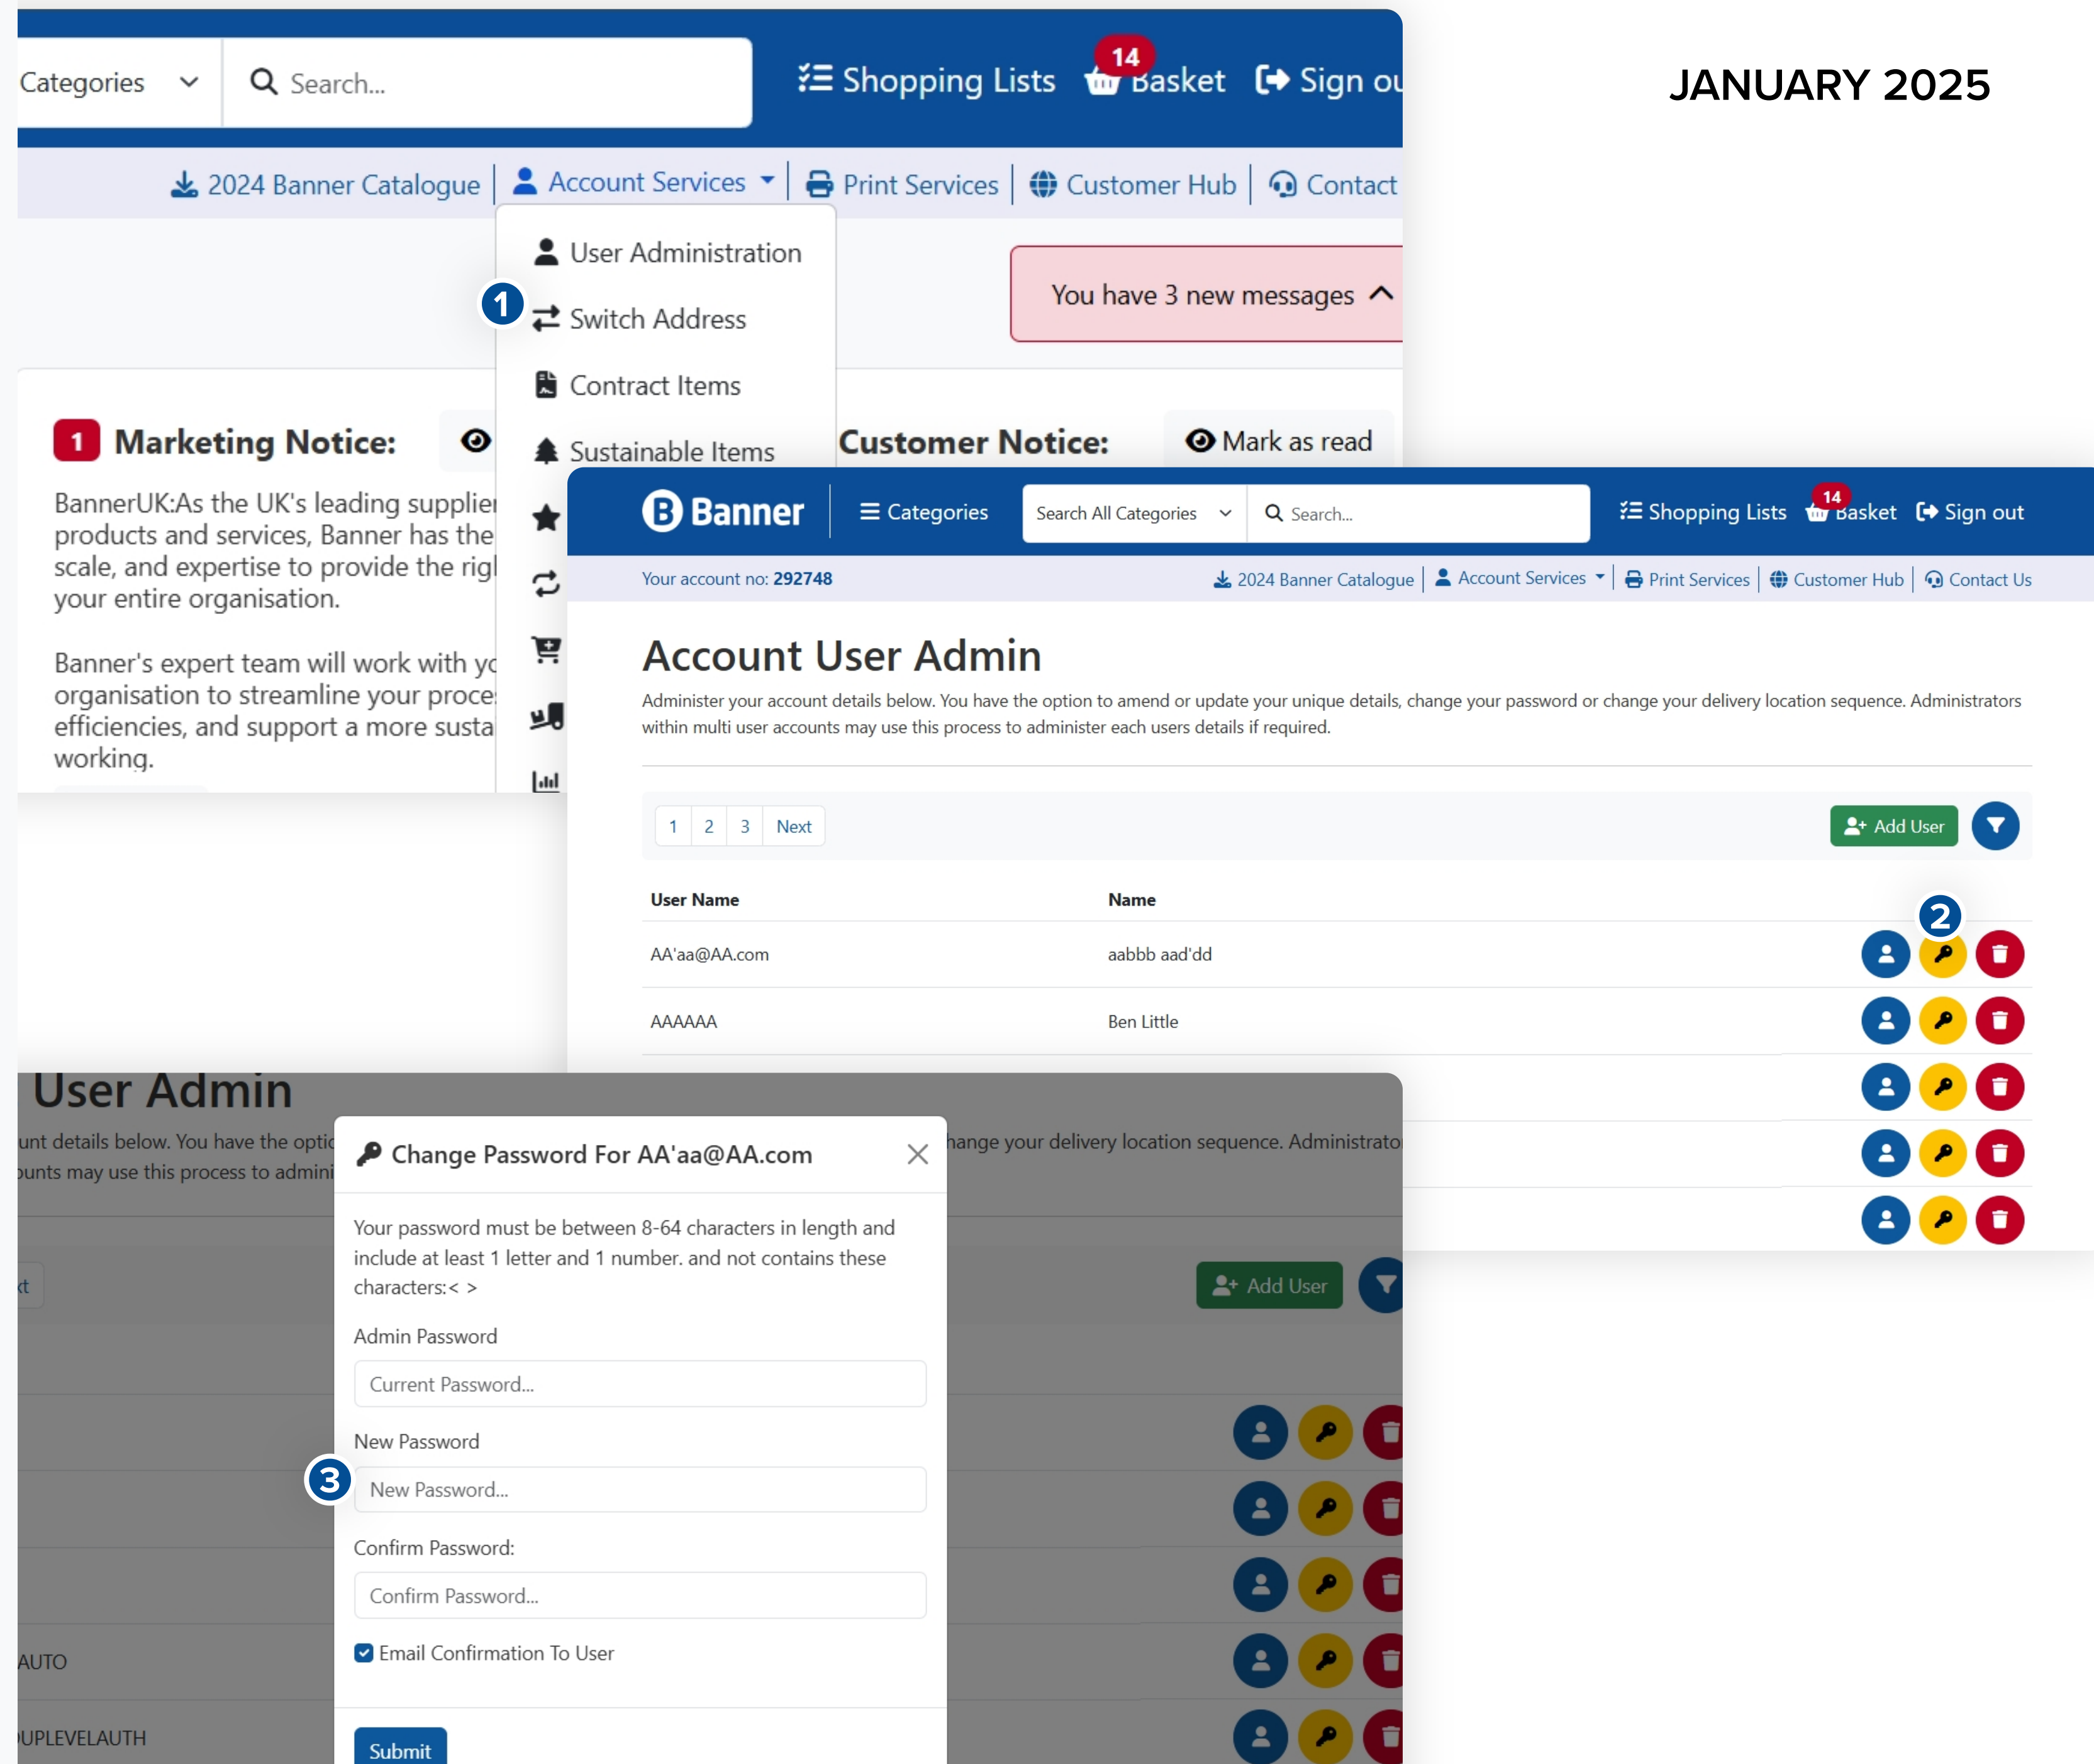 JANUARY 2025
Categories
Search...
Shopping Lists
14
Basket
Sign ou
2024 Banner Catalogue
Account Services
Print Services
Customer Hub
Contact
User Administration
1
Switch Address
Contract Items
Sustainable Items
You have 3 new messages
1 Marketing Notice:
Customer Notice:
Mark as read
BannerUK:As the UK's leading supplier
products and services, Banner has the
scale, and expertise to provide the rig
your entire organisation.
Banner's expert team will work with yo
organisation to streamline your proces
efficiencies, and support a more susta
working.
B Banner
Categories
Search All Categories
Search...
Shopping Lists
14
Basket
Sign out
Your account no: 292748
2024 Banner Catalogue
Account Services
Print Services
Customer Hub
Contact Us
Account User Admin
Administer your account details below. You have the option to amend or update your unique details, change your password or change your delivery location sequence. Administrators
within multi user accounts may use this process to administer each users details if required.
1 2 3 Next
Add User
User Name Name
2
AA'aa@AA.com aabbb aad'dd
AAAAAA Ben Little
User Admin
unt details below. You have the optio
hange your delivery location sequence. Administrato
ounts may use this process to admini
xt
Add User
AUTO
UPLEVELAUTH
Change Password For AA'aa@AA.com
Your password must be between 8-64 characters in length and
include at least 1 letter and 1 number. and not contains these
characters:< >
Admin Password
Current Password...
New Password
3
New Password...
Confirm Password:
Confirm Password...
Email Confirmation To User
Submit